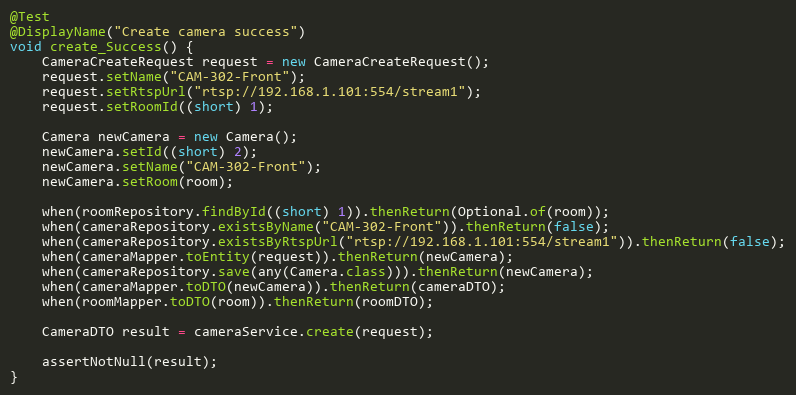 @Test
@DisplayName("Create camera success")
void create_Success() {
    CameraCreateRequest request = new CameraCreateRequest();
    request.setName("CAM-302-Front");
    request.setRtspUrl("rtsp://192.168.1.101:554/stream1");
    request.setRoomId((short) 1);

    Camera newCamera = new Camera();
    newCamera.setId((short) 2);
    newCamera.setName("CAM-302-Front");
    newCamera.setRoom(room);

    when(roomRepository.findById((short) 1)).thenReturn(Optional.of(room));
    when(cameraRepository.existsByName("CAM-302-Front")).thenReturn(false);
    when(cameraRepository.existsByRtspUrl("rtsp://192.168.1.101:554/stream1")).thenReturn(false);
    when(cameraMapper.toEntity(request)).thenReturn(newCamera);
    when(cameraRepository.save(any(Camera.class))).thenReturn(newCamera);
    when(cameraMapper.toDTO(newCamera)).thenReturn(cameraDTO);
    when(roomMapper.toDTO(room)).thenReturn(roomDTO);

    CameraDTO result = cameraService.create(request);

    assertNotNull(result);
}